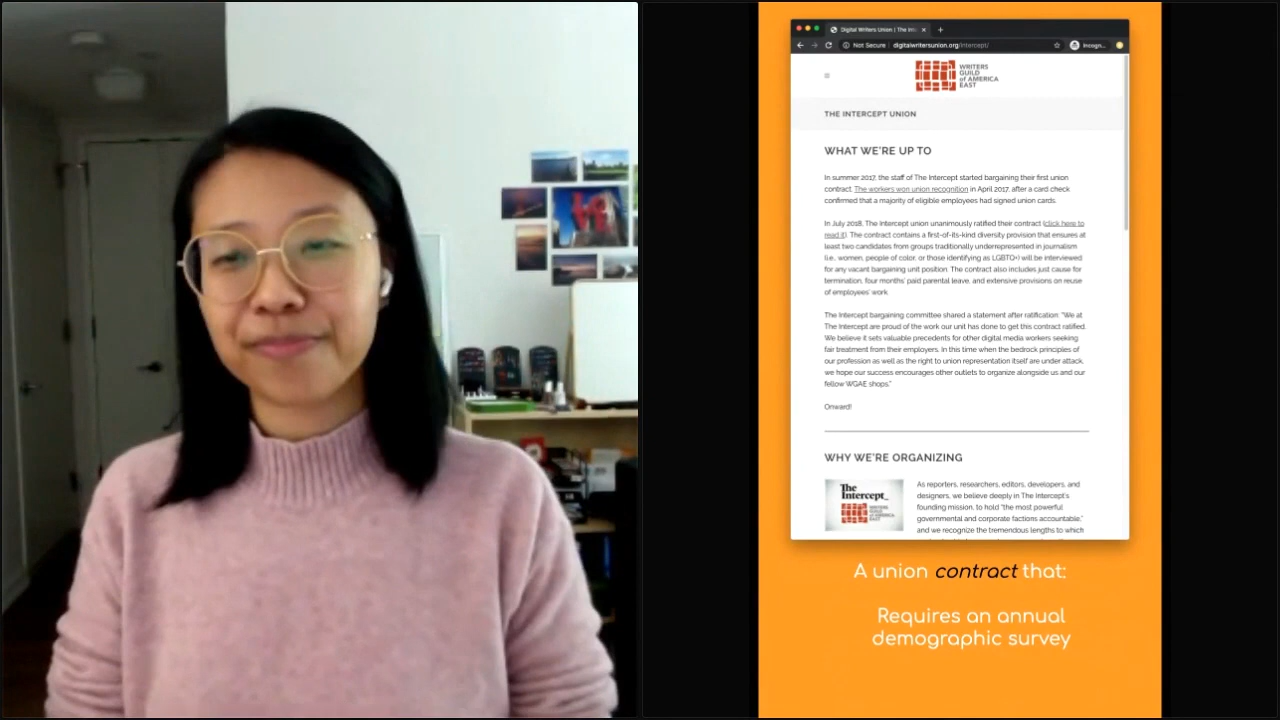 Digital Writers Union | The Int
Not Secure
digitalwritersunion.org/intercept/
Incogn...
WRITERS
GUILD
of AMERICA
EAST
THE INTERCEPT UNION
WHAT WE'RE UP TO
In summer 2017, the staff of The Intercept started bargaining their first union
contract. The workers won union recognition in April 2017, after a card check
confirmed that a majority of eligible employees had signed union cards.
In July 2018, The Intercept union unanimously ratified their contract (click here to
read it). The contract contains a first-of-its-kind diversity provision that ensures at
least two candidates from groups traditionally underrepresented in journalism
(i.e., women, people of color, or those identifying as LGBTQ+) will be interviewed
for any vacant bargaining unit position. The contract also includes just cause for
termination, four months' paid parental leave, and extensive provisions on reuse
of employees' work.
The Intercept bargaining committee shared a statement after ratification: "We at
The Intercept are proud of the work our unit has done to get this contract ratified.
We believe it sets valuable precedents for other digital media workers seeking
fair treatment from their employers. In this time when the bedrock principles of
our profession as well as the right to union representation itself are under attack,
we hope our success encourages other outlets to organize alongside us and our
fellow WGAE shops."
Onward!
WHY WE'RE ORGANIZING
The
Intercept_
WRITERS
GUILD
of AMERICA
EAST
As reporters, researchers, editors, developers, and
designers, we believe deeply in The Intercept's
founding mission, to hold "the most powerful
governmental and corporate factions accountable,"
and we recognize the tremendous lengths to which
A union contract that:
Requires an annual
demographic survey